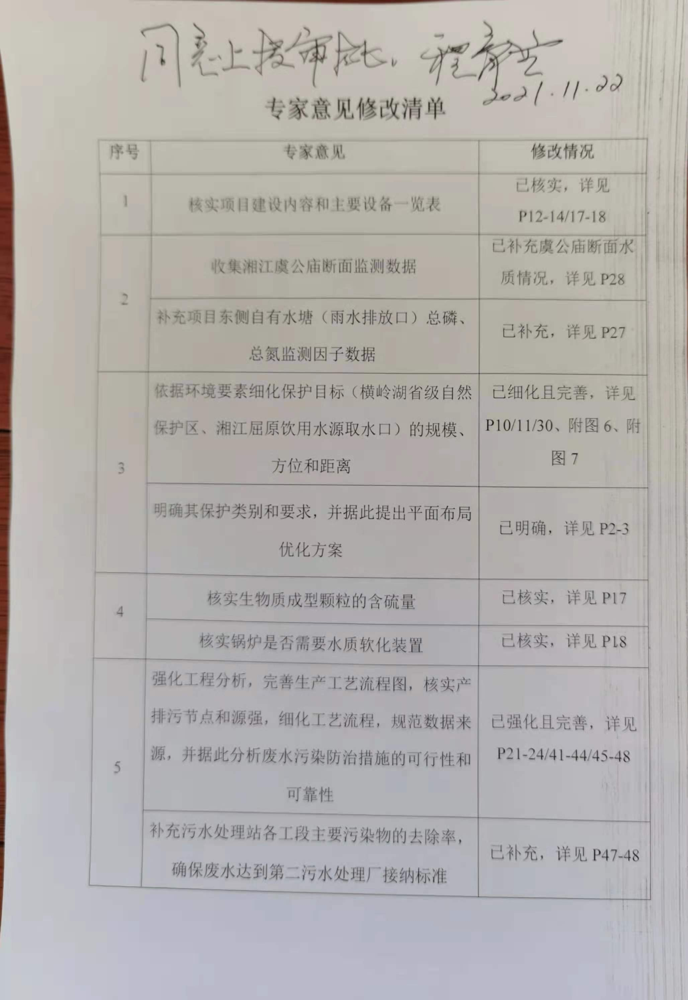 同意上报审批、程
2021.11.22
专家意见修改清单
序号 专家意见 修改情况
1
核实项目建设内容和主要设备一览表
已核实，详见
P12-14/17-18
2
收集湘江虞公庙断面监测数据
已补充虞公庙断面水
质情况，详见 P28
补充项目东侧自有水塘（雨水排放口）总磷、
总氮监测因子数据
已补充，详见 P27
3
依据环境要素细化保护目标（横岭湖省级自然
保护区、湘江屈原饮用水源取水口）的规模、
方位和距离
已细化且完善，详见
P10/11/30、附图 6、附
图 7
明确其保护类别和要求，并据此提出平面布局
优化方案
已明确，详见 P2-3
4
核实生物质成型颗粒的含硫量
已核实，详见 P17
核实锅炉是否需要水质软化装置
已核实，详见 P18
5
强化工程分析，完善生产工艺流程图，核实产
排污节点和源强，细化工艺流程，规范数据来
源，并据此分析废水污染防治措施的可行性和
可靠性
已强化且完善，详见
P21-24/41-44/45-48
补充污水处理站各工段主要污染物的去除率，
确保废水达到第二污水处理厂接纳标准
已补充，详见 P47-48